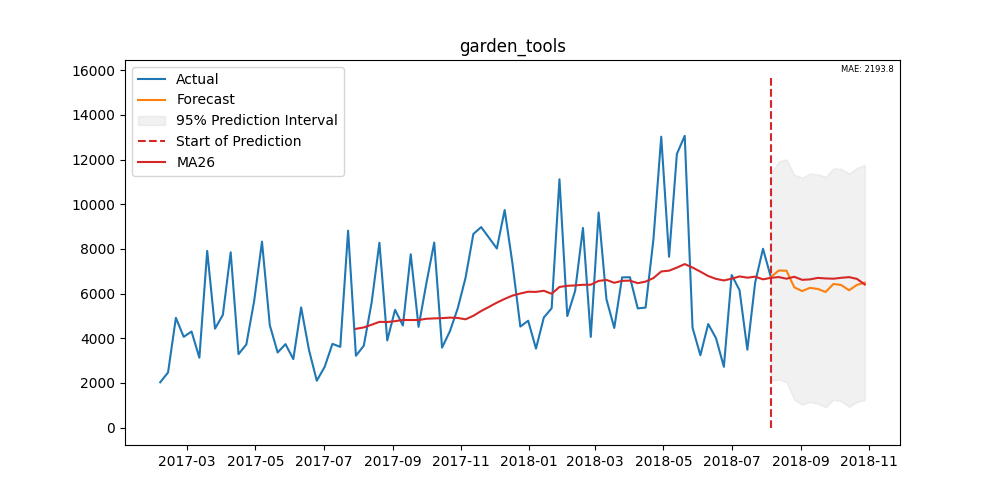 garden_tools
MAE: 2193.8
Actual
Forecast
95% Prediction Interval
Start of Prediction
MA26
16000
14000
12000
10000
8000
6000
4000
2000
0
2017-03 2017-05 2017-07 2017-09 2017-11 2018-01 2018-03 2018-05 2018-07 2018-09 2018-11